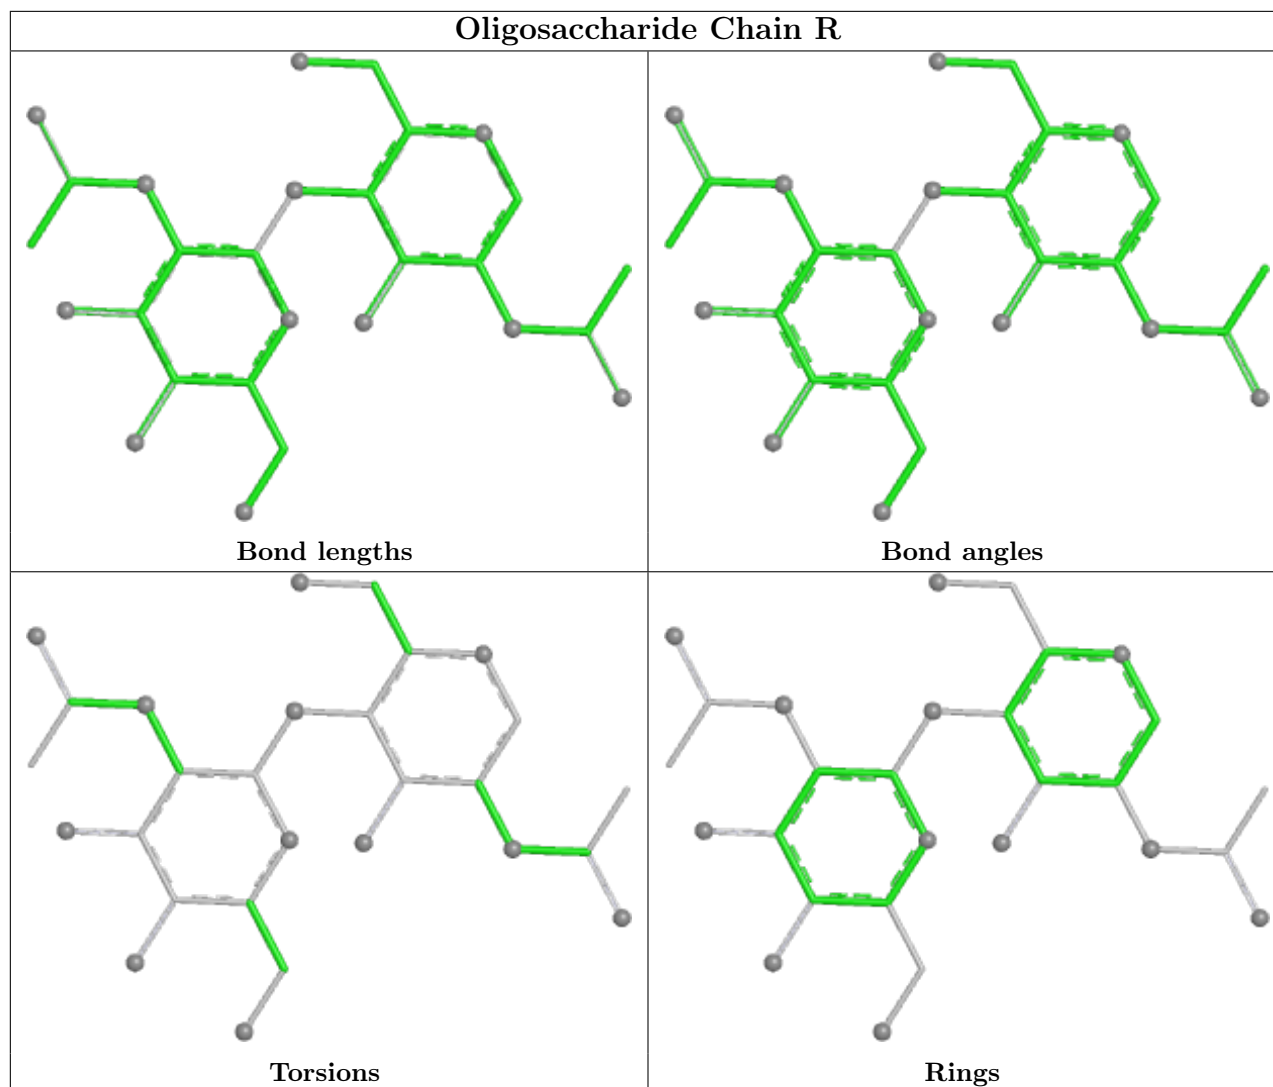 Oligosaccharide Chain R
Bond lengths
Bond angles
Torsions
Rings